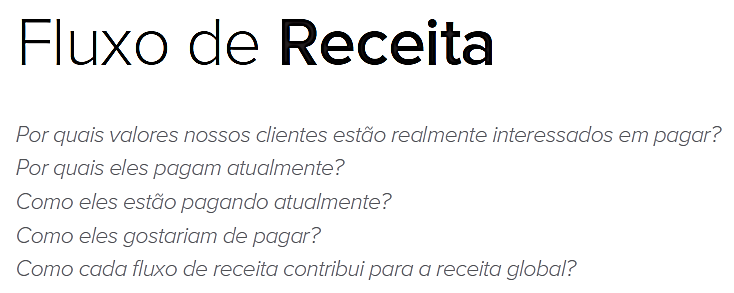 Fluxo de Receita
Por quais valores nossos clientes estão realmente interessados em pagar?
Por quais eles pagam atualmente?
Como eles estão pagando atualmente?
Como eles gostariam de pagar?
Como cada fluxo de receita contribui para a receita global?